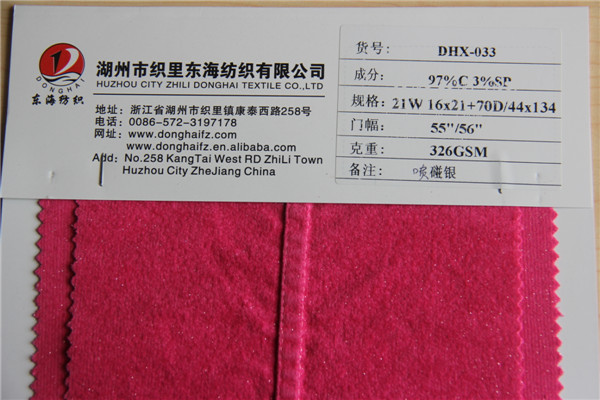 DONGHAI
东海纺织
湖州市织里东海纺织有限公司
HUZHOU CITY ZHILI DONGHAI TEXTILE CO.,LTD
地址：浙江省湖州市织里镇康泰西路258号
电话：0086-572-3197178
网址：www.donghaifz.com
www.donghaifz.en.alibaba.com
Add: No.258 KangTai West RD ZhiLi Town
Huzhou City ZheJiang China
货号： DHX-033
成分： 97%C 3%SP
规格： 21W 16x21+70D/44x134
门幅： 55"/56"
克重： 326GSM
备注： 喷碰银